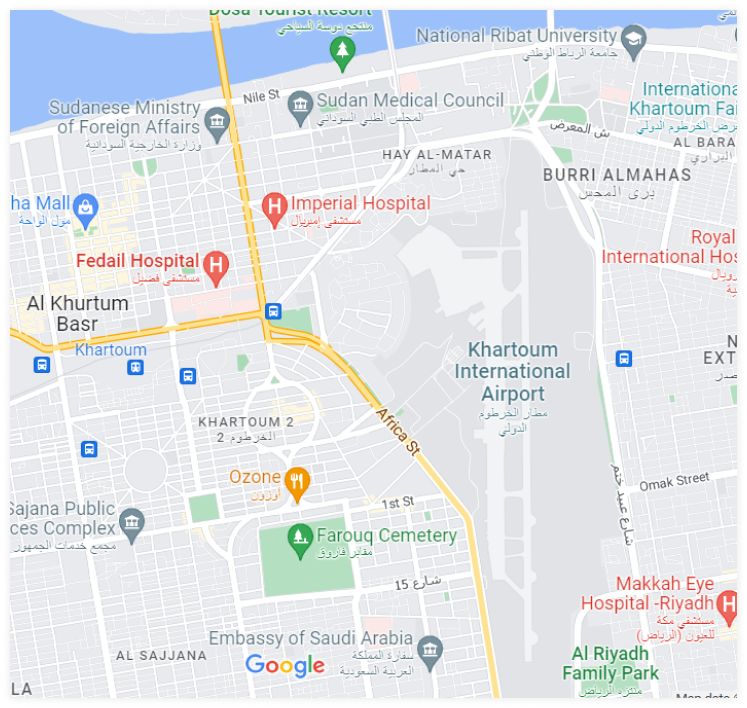 Dosa Tourist Resort
منتجع دوسة السياحي
National Ribat University
جامعة الرباط الوطني
Nile St
Sudanese Ministry
of Foreign Affairs
وزارة الخارجية السودانية
Sudan Medical Council
المجلس الطبي السوداني
Internationa
Khartoum Fai
معرض الخرطوم الدولي
ش المعرض
AL BARA
البراري
HAY AL-MATAR
حي المطار
BURRI ALMAHAS
بري المحس
ha Mall
مول الواحة
Imperial Hospital
مستشفى إمبريال
Royal
International Hos
رويال
Fedail Hospital
مستشفى فضيل
Al Khurtum
Basr
Khartoum
Khartoum
International
Airport
مطار الخرطوم
الدولي
N
EXT
Africa St
KHARTOUM 2
الخرطوم 2
Ozone
أوزون
Omak Street
شارع عبيد ختم
1st St
Sajana Public
ces Complex
مجمع خدمات الجمهور
Farouq Cemetery
مقابر فاروق
شارع 15
Makkah Eye
Hospital -Riyadh
مستشفى مكة
للعيون (الرياض)
Embassy of Saudi Arabia
سفارة المملكة
العربية السعودية
AL SAJJANA
Google
Al Riyadh
Family Park
منتزه الرياض
LA
Map data